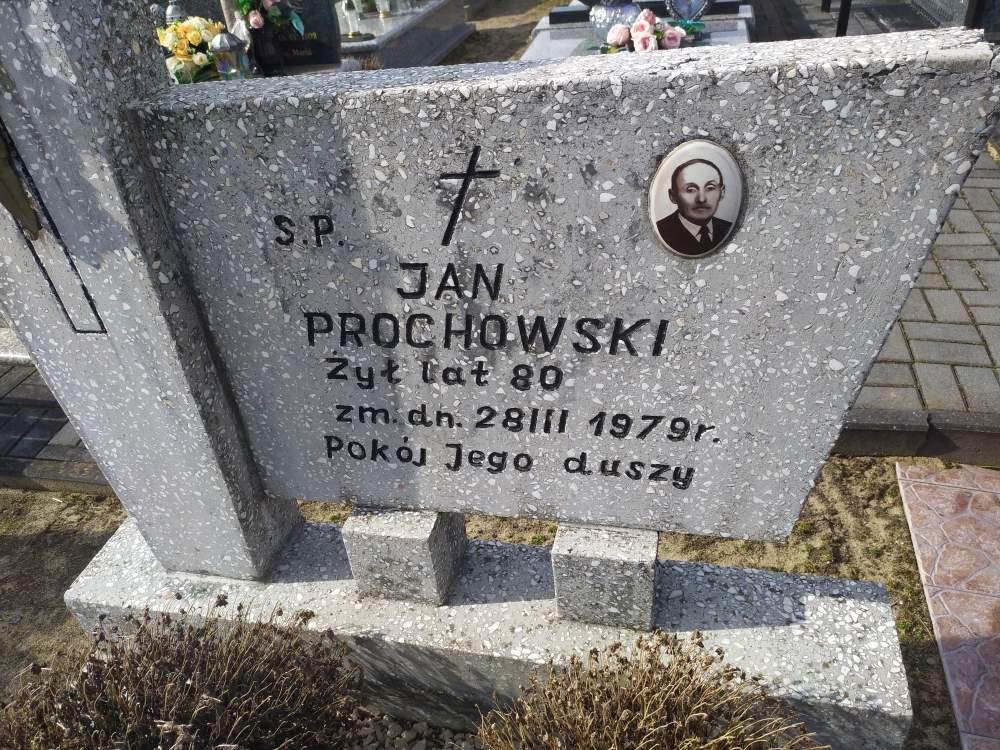 S.P.
JAN
PROCHOWSKI
Żył lat 80
zm. dn. 28 III 1979 r.
Pokój Jego duszy